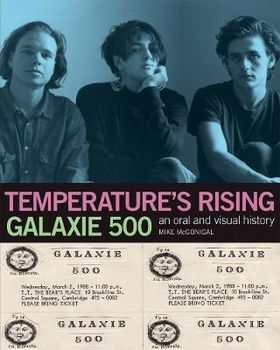 TEMPERATURE'S RISING
GALAXIE 500 an oral and visual history
MIKE McGONIGAL
GALAXIE
500
GALAXIE
500
Wednesday, March 2, 1988 - 11:00 p.m.
T.T. THE BEAR'S PLACE 10 Brookline St.
Central Square, Cambridge 492 - 0082
PLEASE BRING TICKET
Wednesday, March 2, 1988 - 11:00 p.m.
T.T. THE BEAR'S PLACE 10 Brookline St.
Central Square, Cambridge 492 - 0082
PLEASE BRING TICKET
GALAXIE
500
GALAXIE
500